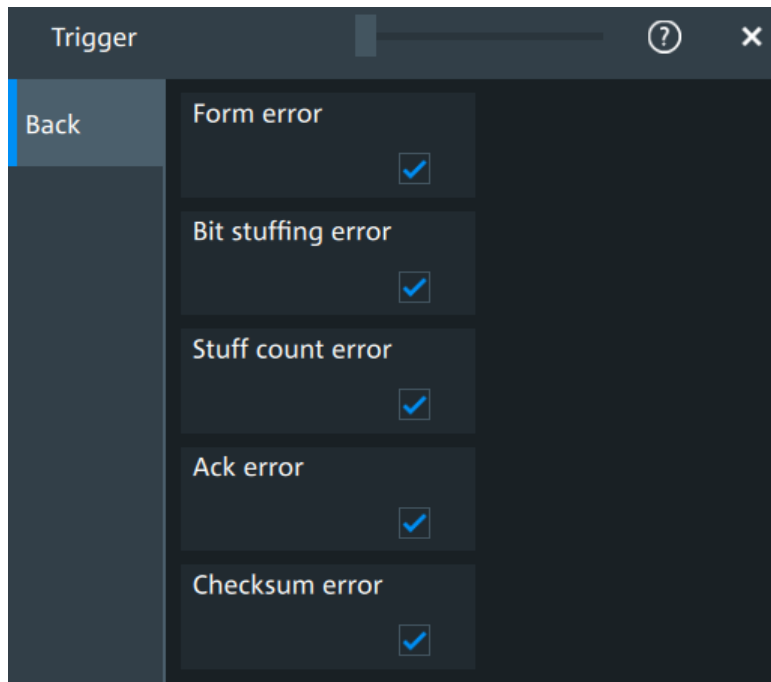 Trigger
?
Back
Form error
Bit stuffing error
Stuff count error
Ack error
Checksum error